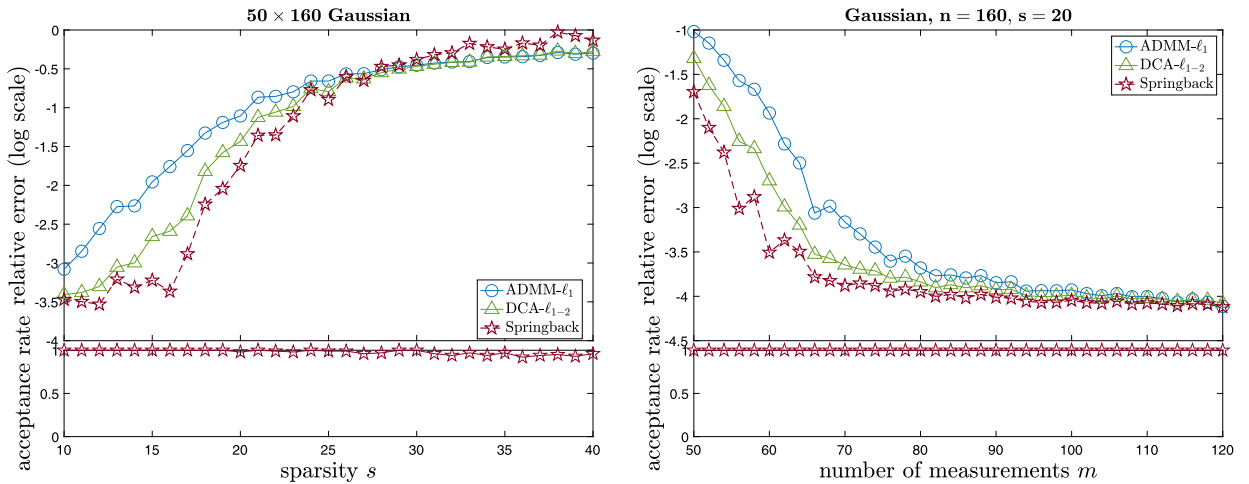 50 × 160 Gaussian
relative error (log scale)
0
-0.5
-1
-1.5
-2
-2.5
-3
-3.5
-4
ADMM-ℓ₁
DCA-ℓ₁₋₂
Springback
acceptance rate
1
0.5
0
10 15 20 25 30 35 40
sparsity s
Gaussian, n = 160, s = 20
relative error (log scale)
-1
-1.5
-2
-2.5
-3
-3.5
-4
-4.5
ADMM-ℓ₁
DCA-ℓ₁₋₂
Springback
acceptance rate
1
0.5
0
50 60 70 80 90 100 110 120
number of measurements m